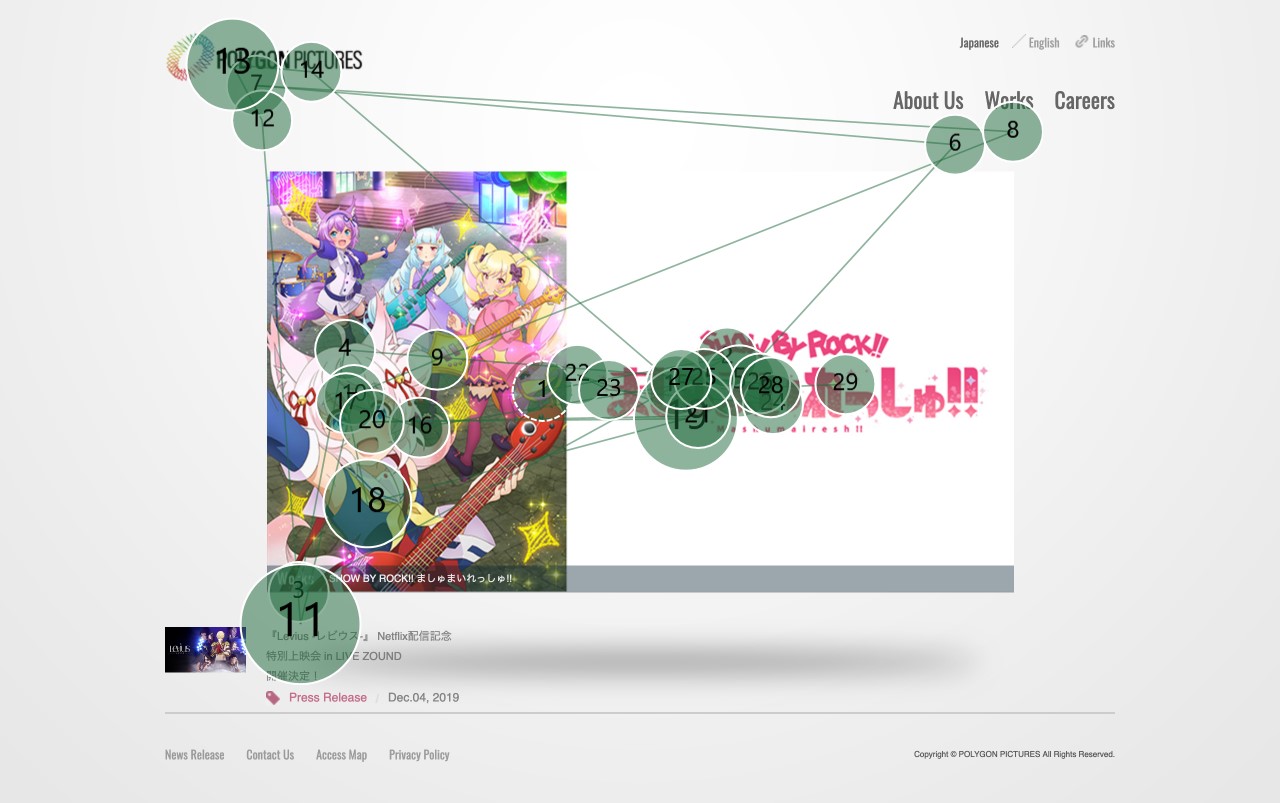 POLYGON PICTURES
Japanese
English
Links
About Us
Works
Careers
13
7
14
12
6
8
SHOW BY ROCK!!
4
9
1
22
23
27
28
29
20
16
21
24
18
Mashumairesh!!
Works
SHOW BY ROCK!! ましゅまいれっしゅ!!
3
11
『Levius -レビウス-』 Netflix配信記念
特別上映会 in LIVE ZOUND
開催決定！
Press Release / Dec.04, 2019
LEVIUS
News Release
Contact Us
Access Map
Privacy Policy
Copyright © POLYGON PICTURES All Rights Reserved.